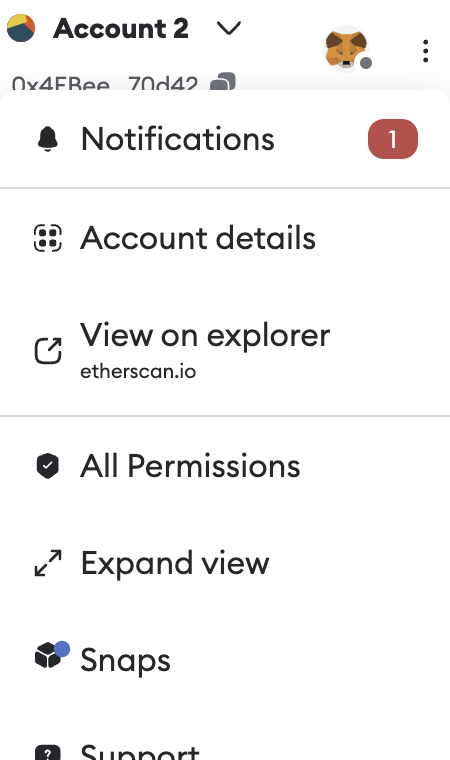 Account 2
0x4EBee...70d42
Notifications
1
Account details
View on explorer
etherscan.io
All Permissions
Expand view
Snaps
Support